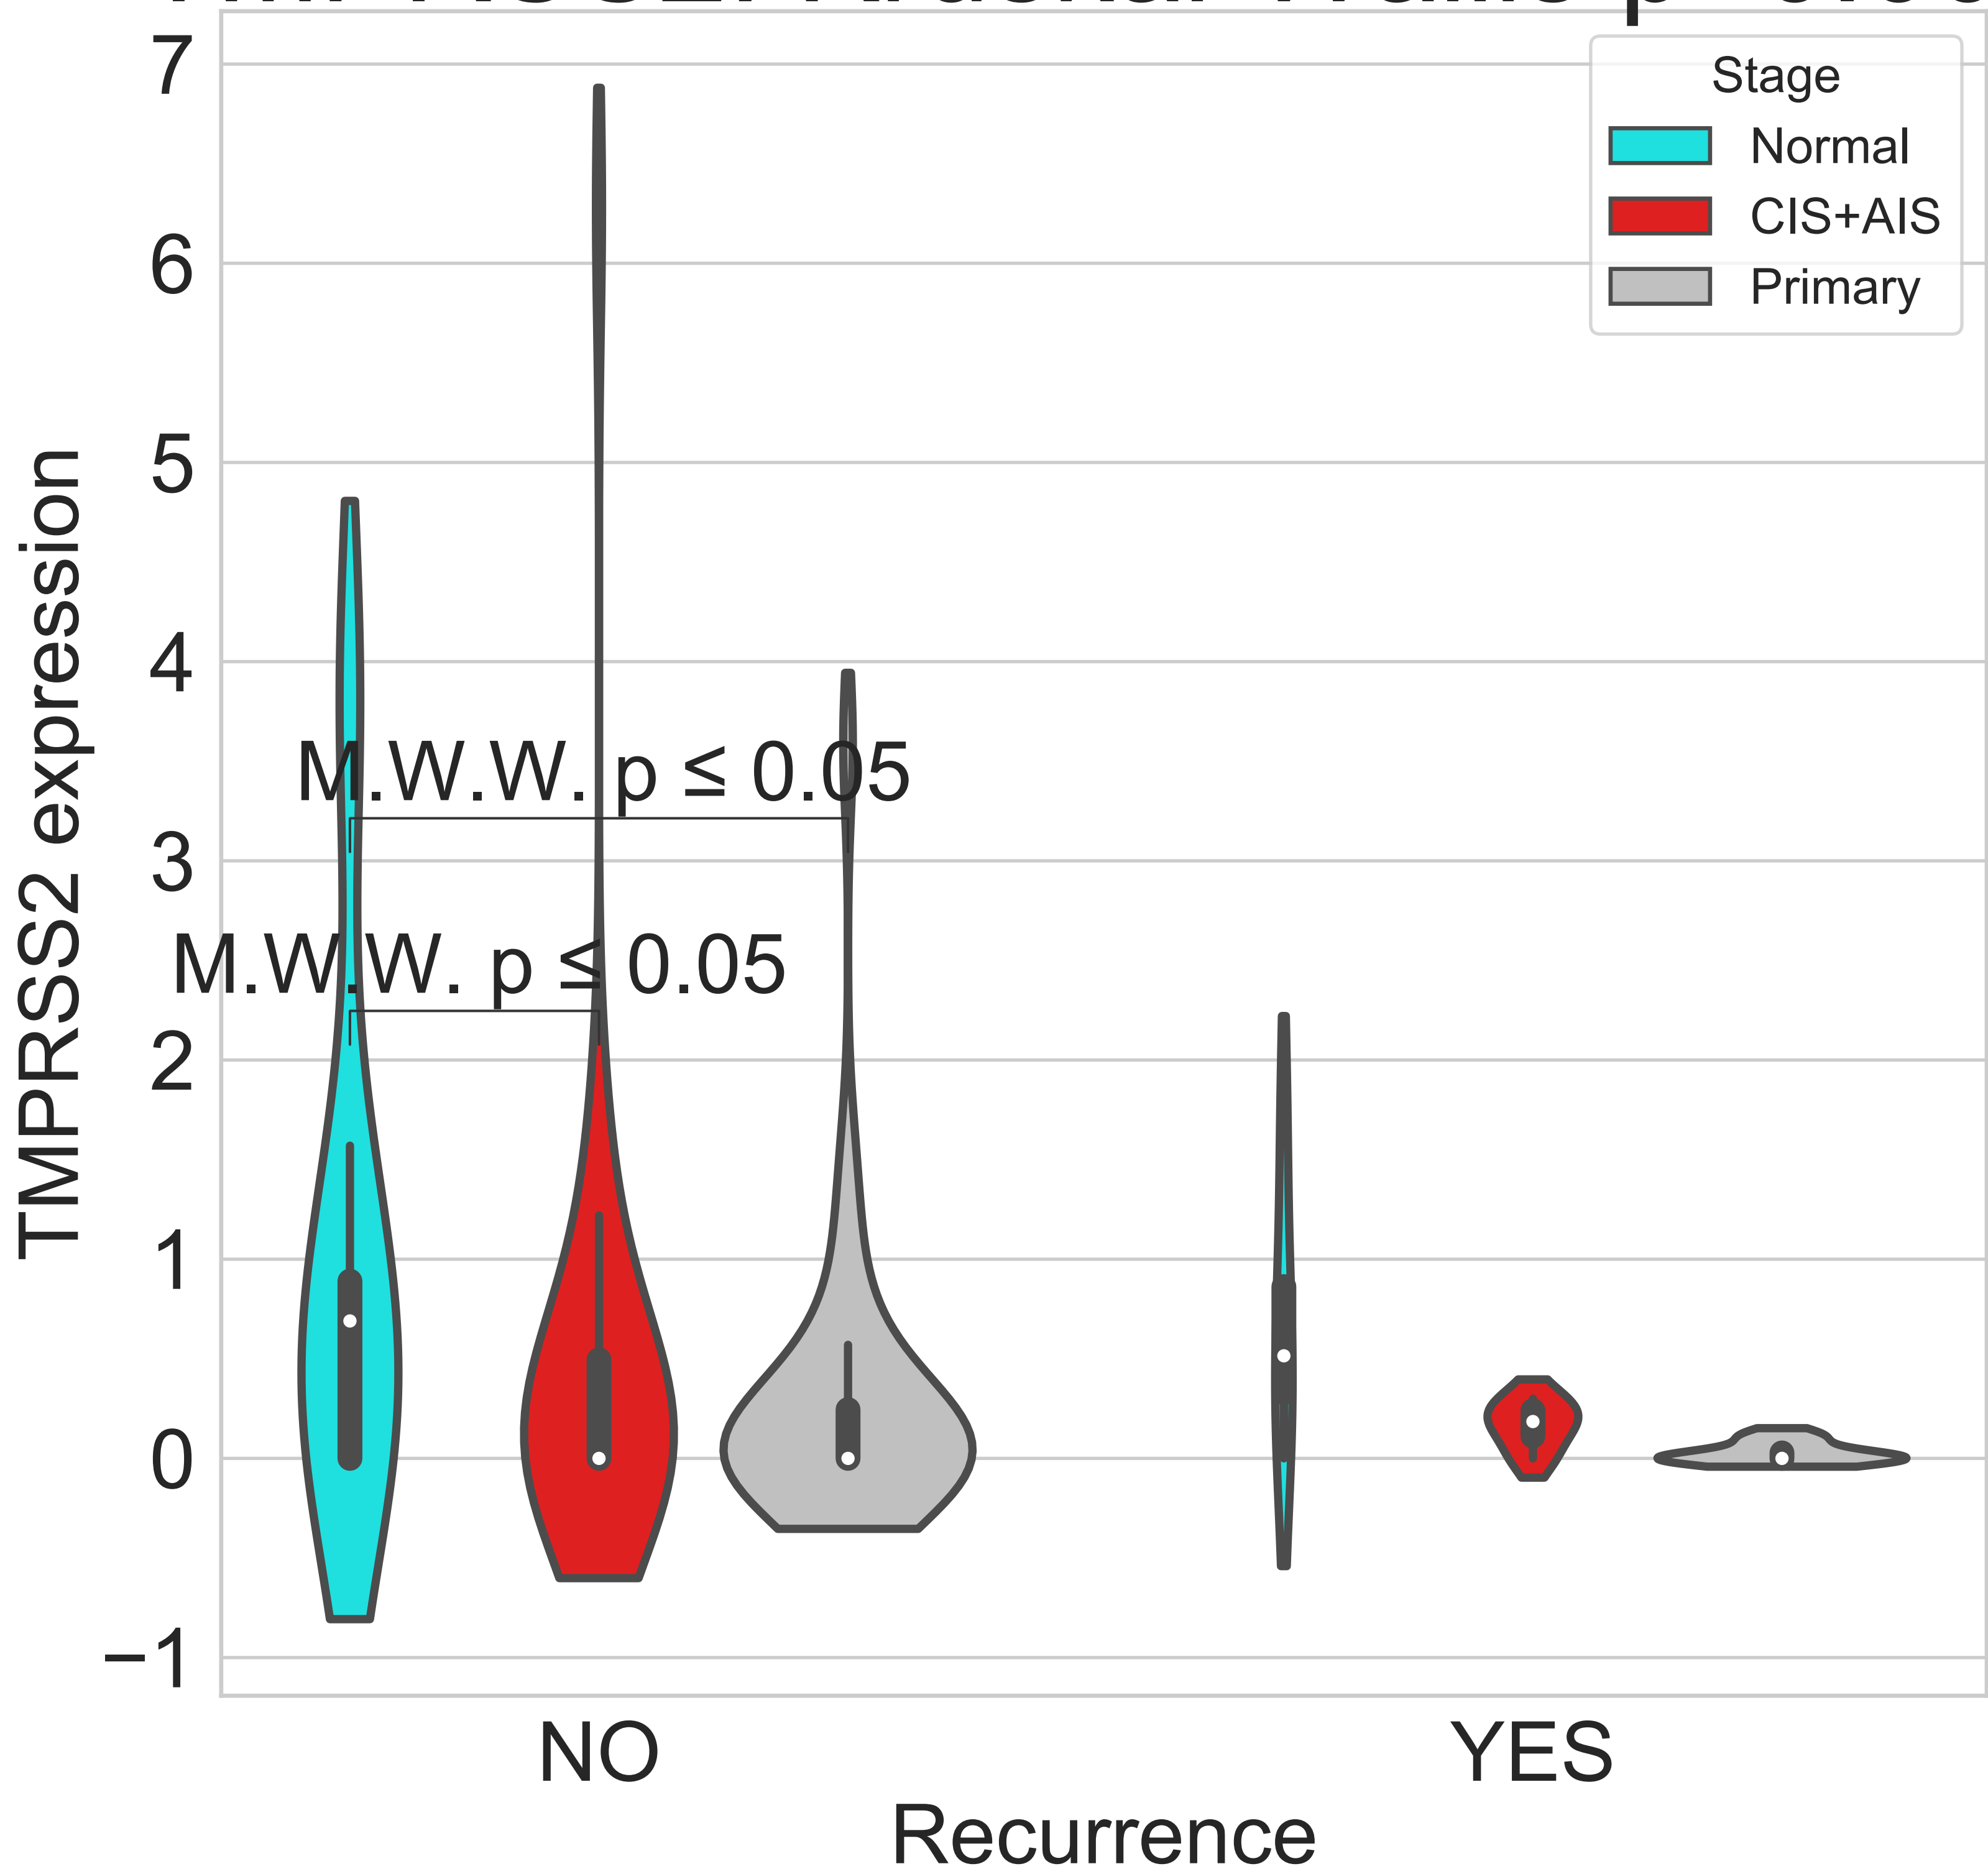 7
Stage
Normal
CIS+AIS
Primary
6
5
4
3
2
1
0
−1
TMPRSS2 expression
M.W.W. p ≤ 0.05
M.W.W. p ≤ 0.05
NO
YES
Recurrence